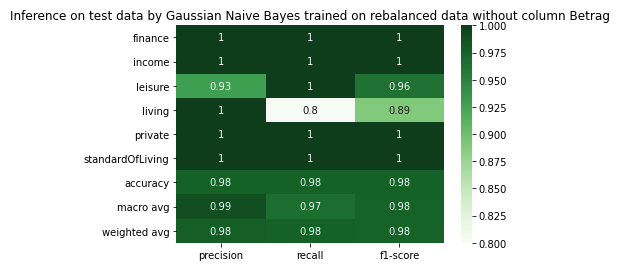 Inference on test data by Gaussian Naive Bayes trained on rebalanced data without column Betrag
finance 1 1 1
income 1 1 1
leisure 0.93 1 0.96
living 1 0.8 0.89
private 1 1 1
standardOfLiving 1 1 1
accuracy 0.98 0.98 0.98
macro avg 0.99 0.97 0.98
weighted avg 0.98 0.98 0.98
precision recall f1-score
1.000
0.975
0.950
0.925
0.900
0.875
0.850
0.825
0.800